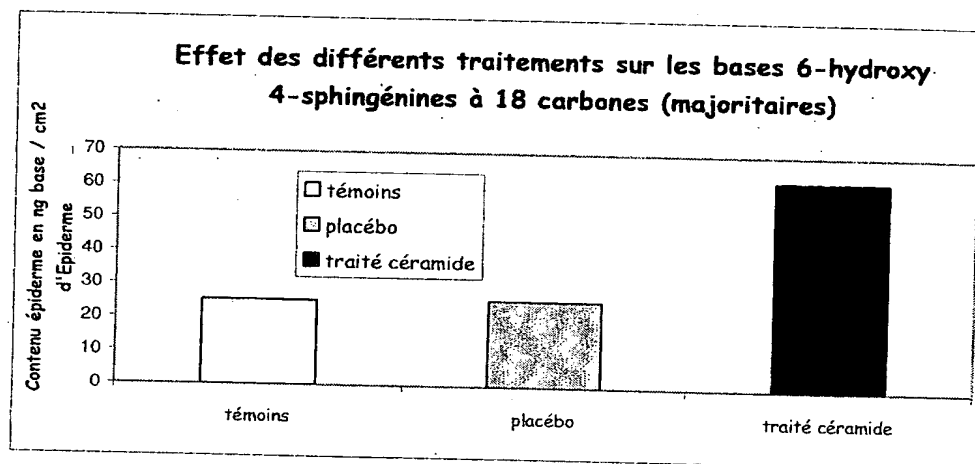 Effet des différents traitements sur les bases 6-hydroxy
4-sphingénines à 18 carbones (majoritaires)
Contenu épiderme en ng base / cm2
d'Epiderme
70
60
50
40
30
20
10
0
témoins
placébo
traité céramide
témoins
placébo
traité céramide